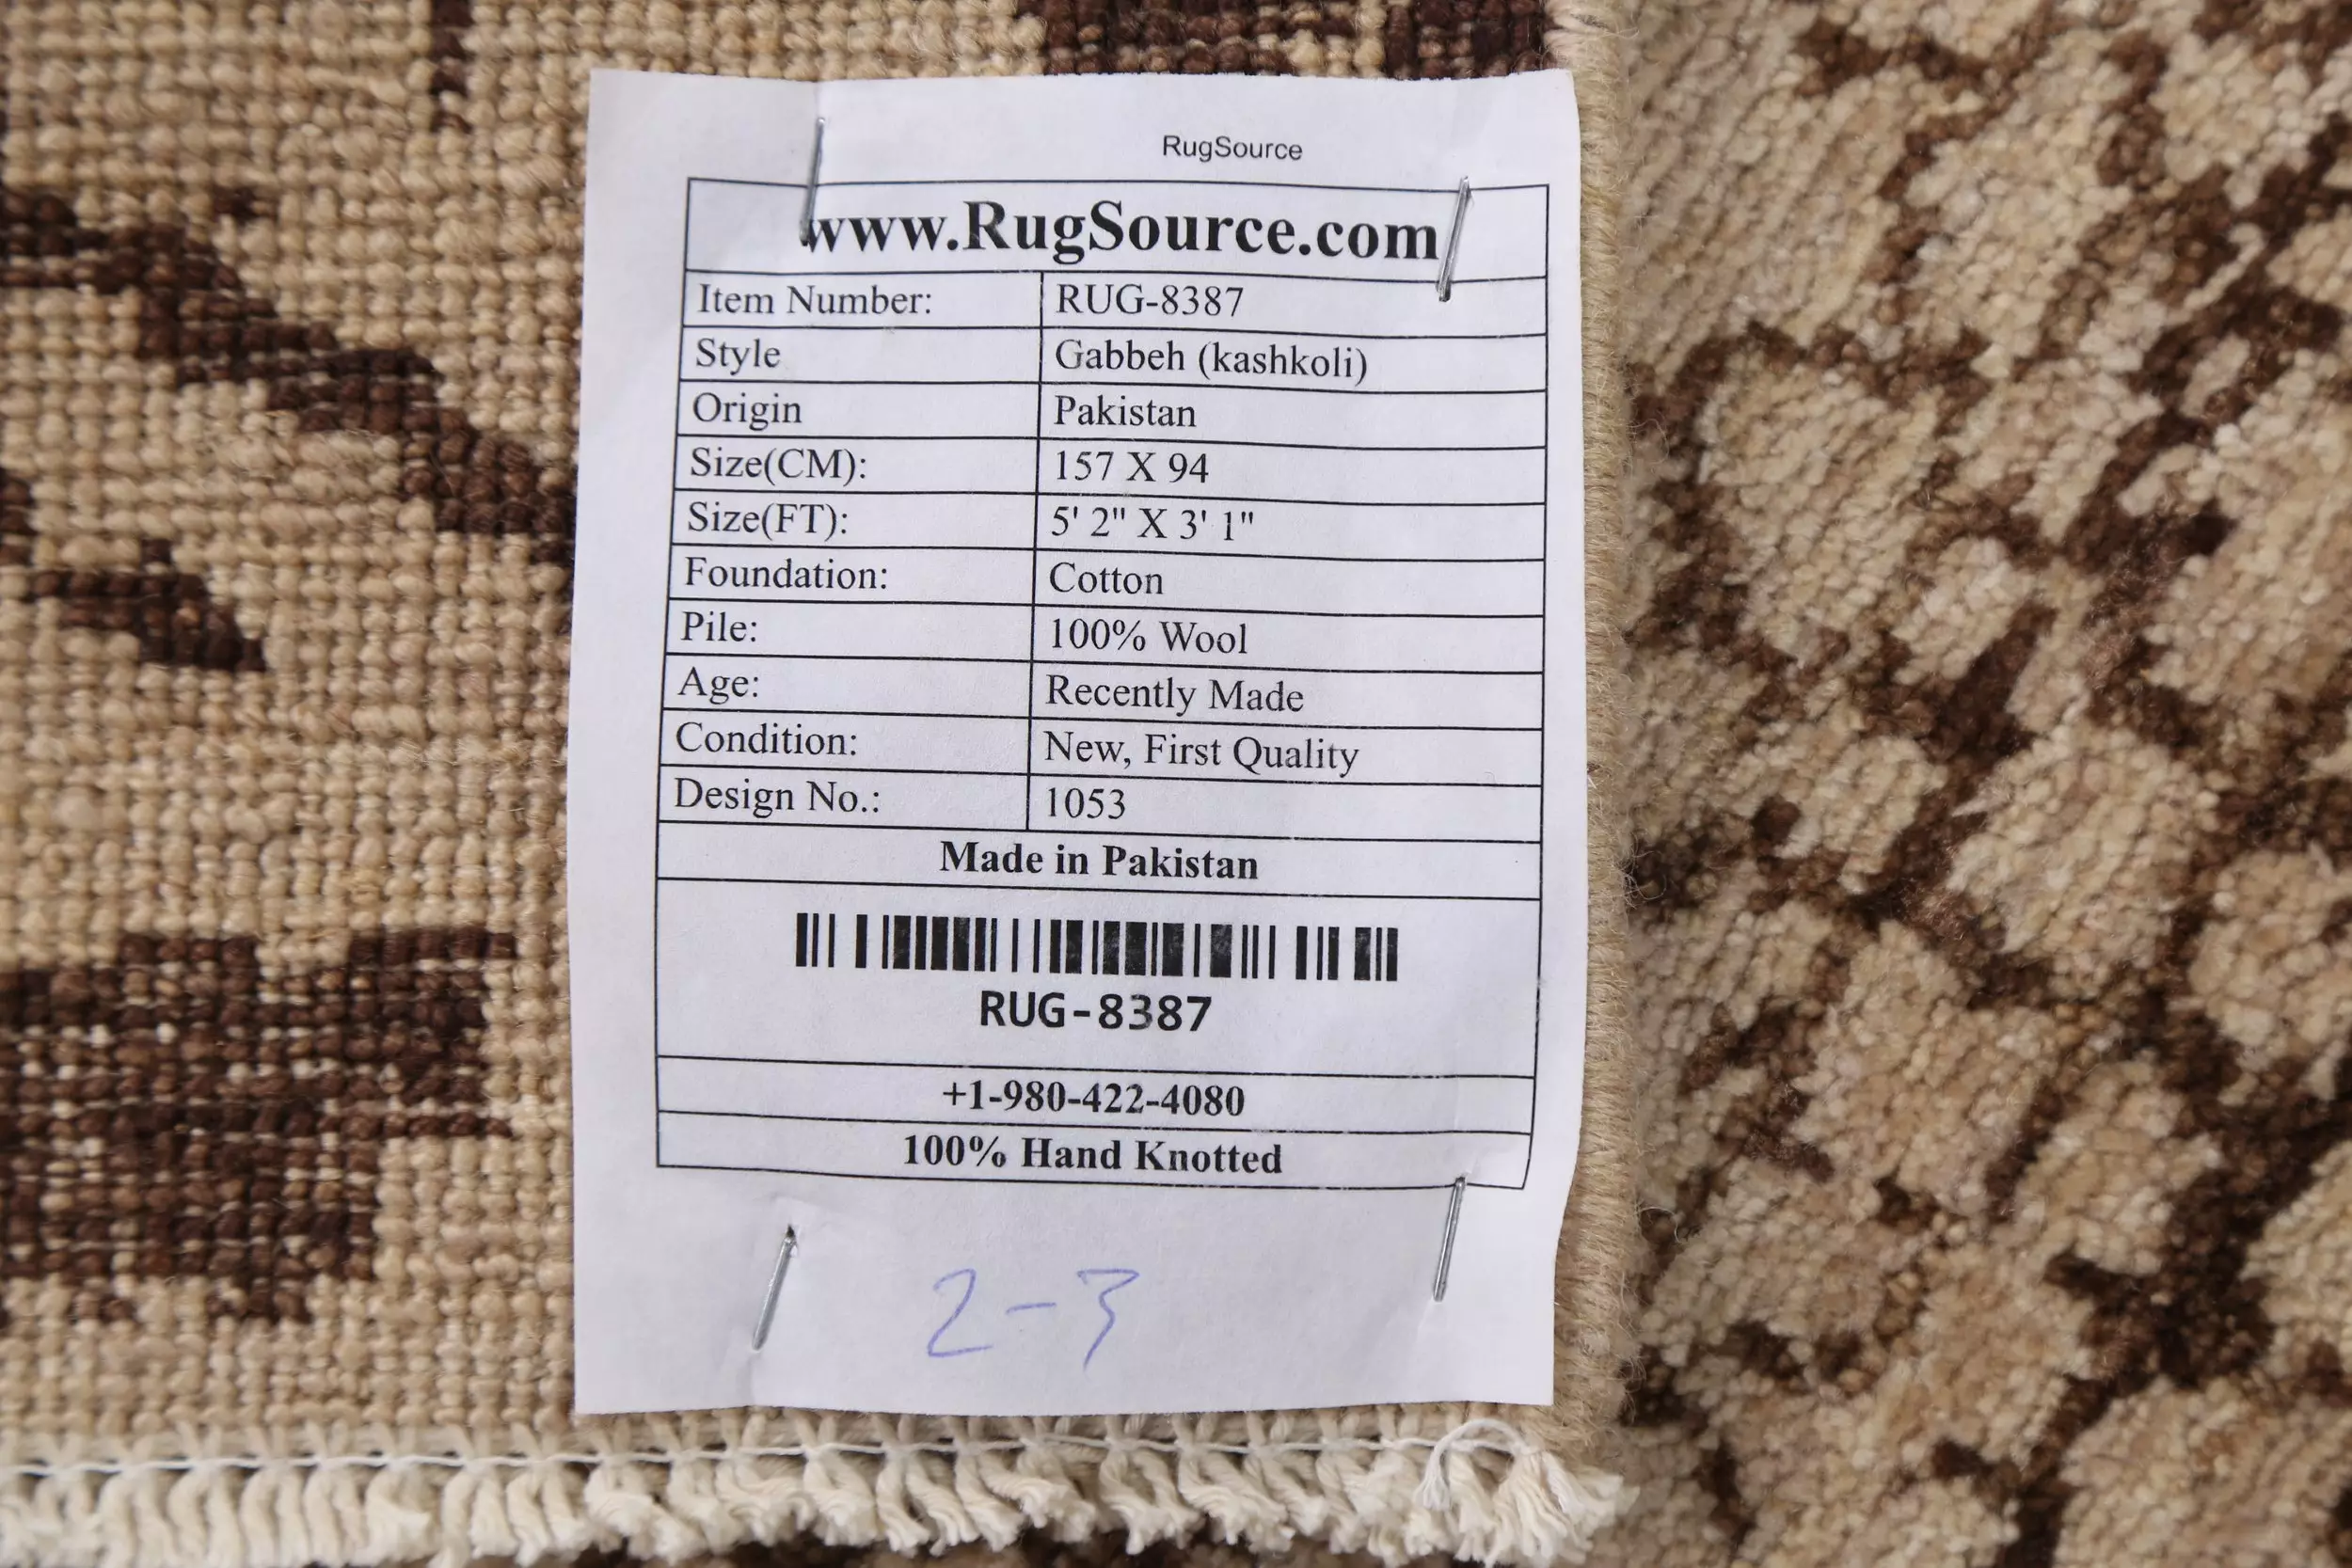 RugSource
www.RugSource.com
Item Number: RUG-8387
Style Gabbeh (kashkoli)
Origin Pakistan
Size(CM): 157 X 94
Size(FT): 5' 2" X 3' 1"
Foundation: Cotton
Pile: 100% Wool
Age: Recently Made
Condition: New, First Quality
Design No.: 1053
Made in Pakistan
RUG-8387
+1-980-422-4080
100% Hand Knotted
2-3